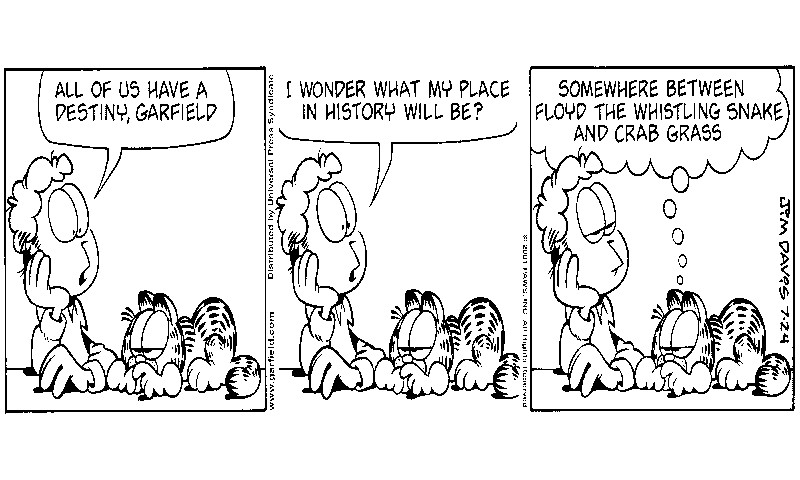 ALL OF US HAVE A
DESTINY, GARFIELD
www.garfield.com
Distributed by Universal Press Syndicate
I WONDER WHAT MY PLACE
IN HISTORY WILL BE?
© 2001 PAWS, INC. All Rights Reserved
SOMEWHERE BETWEEN
FLOYD THE WHISTLING SNAKE
AND CRAB GRASS
JIM DAVIS 7-24